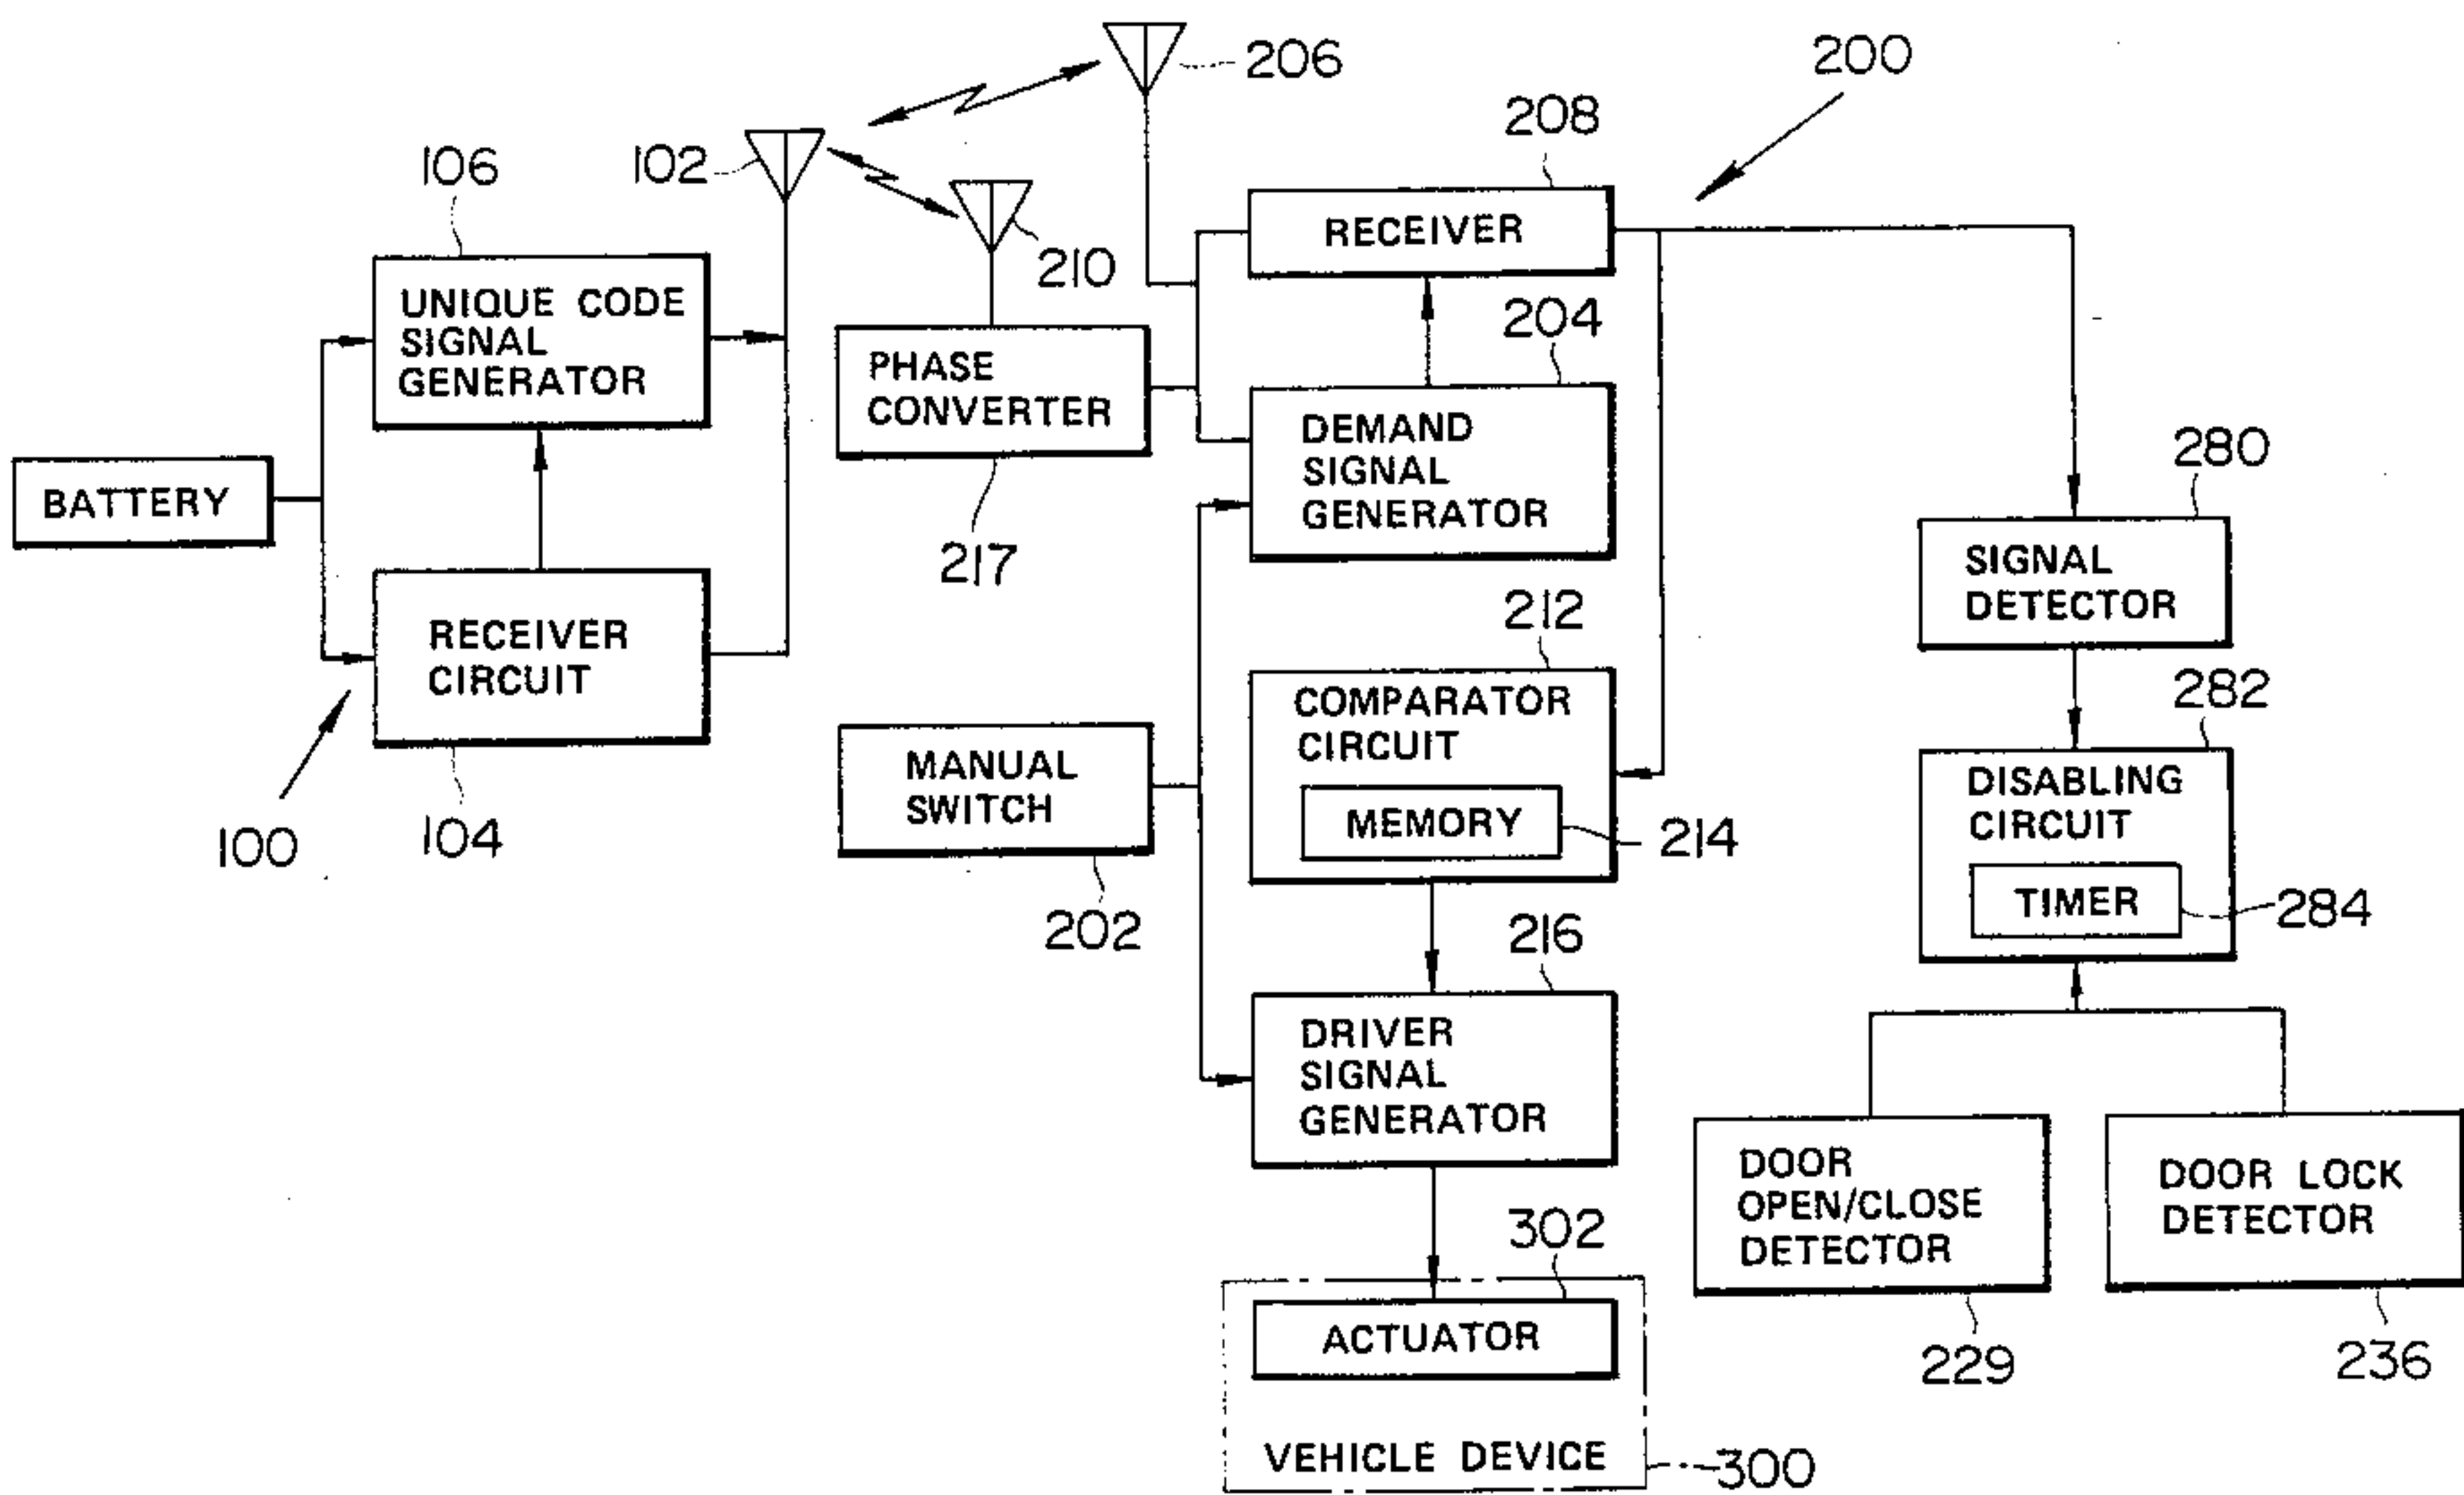 206
200
208
106
102
RECEIVER
210
UNIQUE CODE
SIGNAL
GENERATOR
204
PHASE
CONVERTER
DEMAND
SIGNAL
GENERATOR
280
BATTERY
217
SIGNAL
DETECTOR
212
RECEIVER
CIRCUIT
282
COMPARATOR
CIRCUIT
MANUAL
SWITCH
DISABLING
CIRCUIT
MEMORY
214
100
104
TIMER
284
202
216
DRIVER
SIGNAL
GENERATOR
DOOR
OPEN/CLOSE
DETECTOR
DOOR LOCK
DETECTOR
302
ACTUATOR
229
236
VEHICLE DEVICE
300